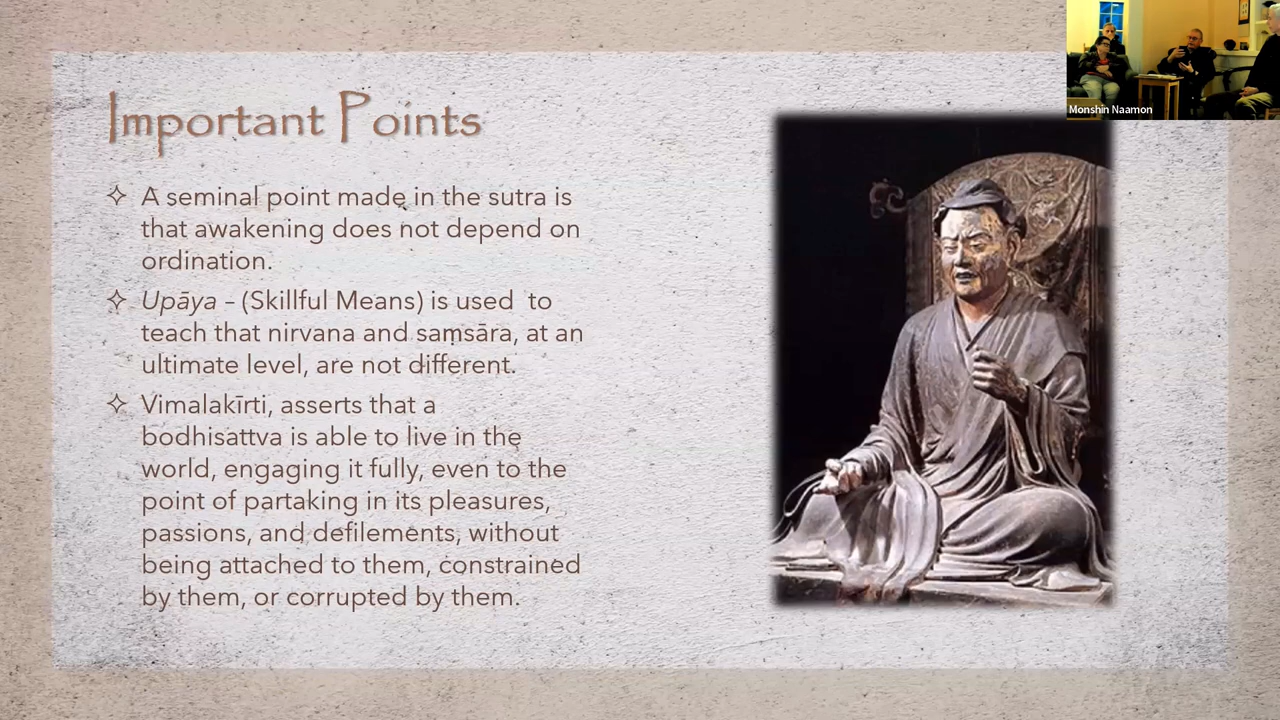 Important Points
✧ A seminal point made in the sutra is
that awakening does not depend on
ordination.
✧ Upāya – (Skillful Means) is used  to
teach that nirvana and saṃsāra, at an
ultimate level, are not different.
✧ Vimalakīrti, asserts that a
bodhisattva is able to live in the
world, engaging it fully, even to the
point of partaking in its pleasures,
passions, and defilements, without
being attached to them, constrained
by them, or corrupted by them.
Monshin Naamon